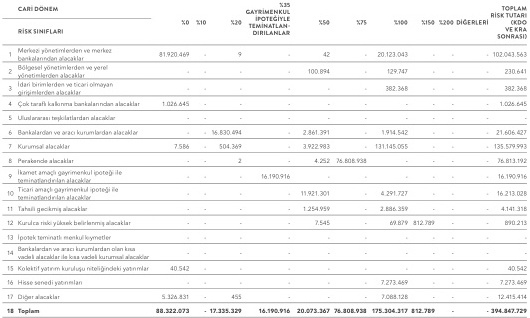 CARİ DÖNEM
RİSK SINIFLARI %0 %10 %20 %35 GAYRİMENKUL İPOTEĞİYLE TEMİNATLAN- DIRILANLAR %50 %75 %100 %150 %200 DİĞERLERİ TOPLAM RİSK TUTARI (KDO VE KRA SONRASI)
1 Merkezi yönetimlerden ve merkez bankalarından alacaklar 81.920.469 - 9 - 42 - 20.123.043 - - - 102.043.563
2 Bölgesel yönetimlerden ve yerel yönetimlerden alacaklar - - - - 100.894 - 129.747 - - - 230.641
3 İdari birimlerden ve ticari olmayan girişimlerden alacaklar - - - - - - 382.368 - - - 382.368
4 Çok taraflı kalkınma bankalarından alacaklar 1.026.645 - - - - - - - - - 1.026.645
5 Uluslararası teşkilatlardan alacaklar - - - - - - - - - - -
6 Bankalardan ve aracı kurumlardan alacaklar - - 16.830.494 - 2.861.391 - 1.914.542 - - - 21.606.427
7 Kurumsal alacaklar 7.586 - 504.369 - 3.922.983 - 131.145.055 - - - 135.579.993
8 Perakende alacaklar - - 2 - 4.252 76.808.938 - - - - 76.813.192
9 İkamet amaçlı gayrimenkul ipoteği ile teminatlandırılan alacaklar - - - 16.190.916 - - - - - - 16.190.916
10 Ticari amaçlı gayrimenkul ipoteği ile teminatlandırılan alacaklar - - - - 11.921.301 - 4.291.727 - - - 16.213.028
11 Tahsili gecikmiş alacaklar - - - - 1.254.959 - 2.886.359 - - - 4.141.318
12 Kurulca riski yüksek belirlenmiş alacaklar - - - - 7.545 - 69.879 812.789 - - 890.213
13 İpotek teminatlı menkul kıymetler - - - - - - - - - - -
14 Bankalardan ve aracı kurumlardan olan kısa vadeli alacaklar ile kısa vadeli kurumsal alacaklar - - - - - - - - - - -
15 Kolektif yatırım kuruluşu niteliğindeki yatırımlar 40.542 - - - - - - - - - 40.542
16 Hisse senedi yatırımları - - - - - - 7.273.469 - - - 7.273.469
17 Diğer alacaklar 5.326.831 - 455 - - - 7.088.128 - - - 12.415.414
18 Toplam 88.322.073 - 17.335.329 16.190.916 20.073.367 76.808.938 175.304.317 812.789 - - 394.847.729